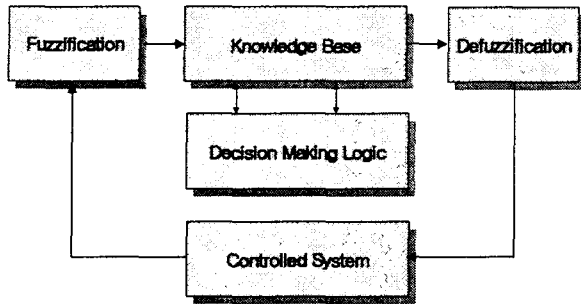 Fuzzification
Knowledge Base
Defuzzification
Decision Making Logic
Controlled System